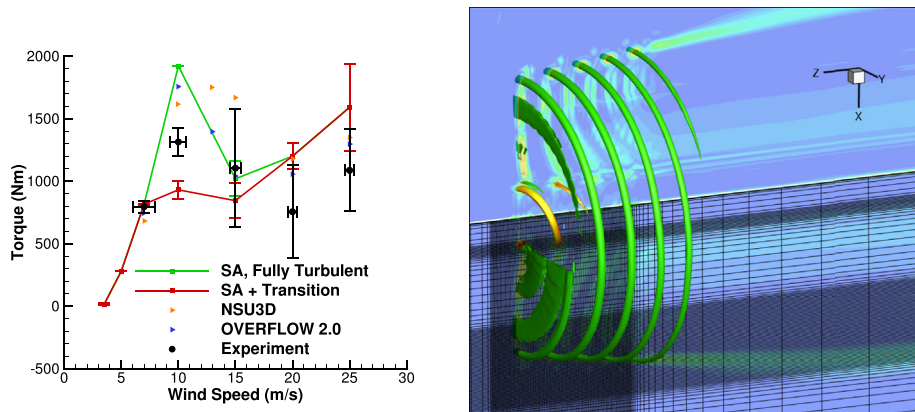 2000
1500
1000
500
0
-500
Torque (Nm)
SA, Fully Turbulent
SA + Transition
NSU3D
OVERFLOW 2.0
Experiment
0 5 10 15 20 25 30
Wind Speed (m/s)
Z Y
X